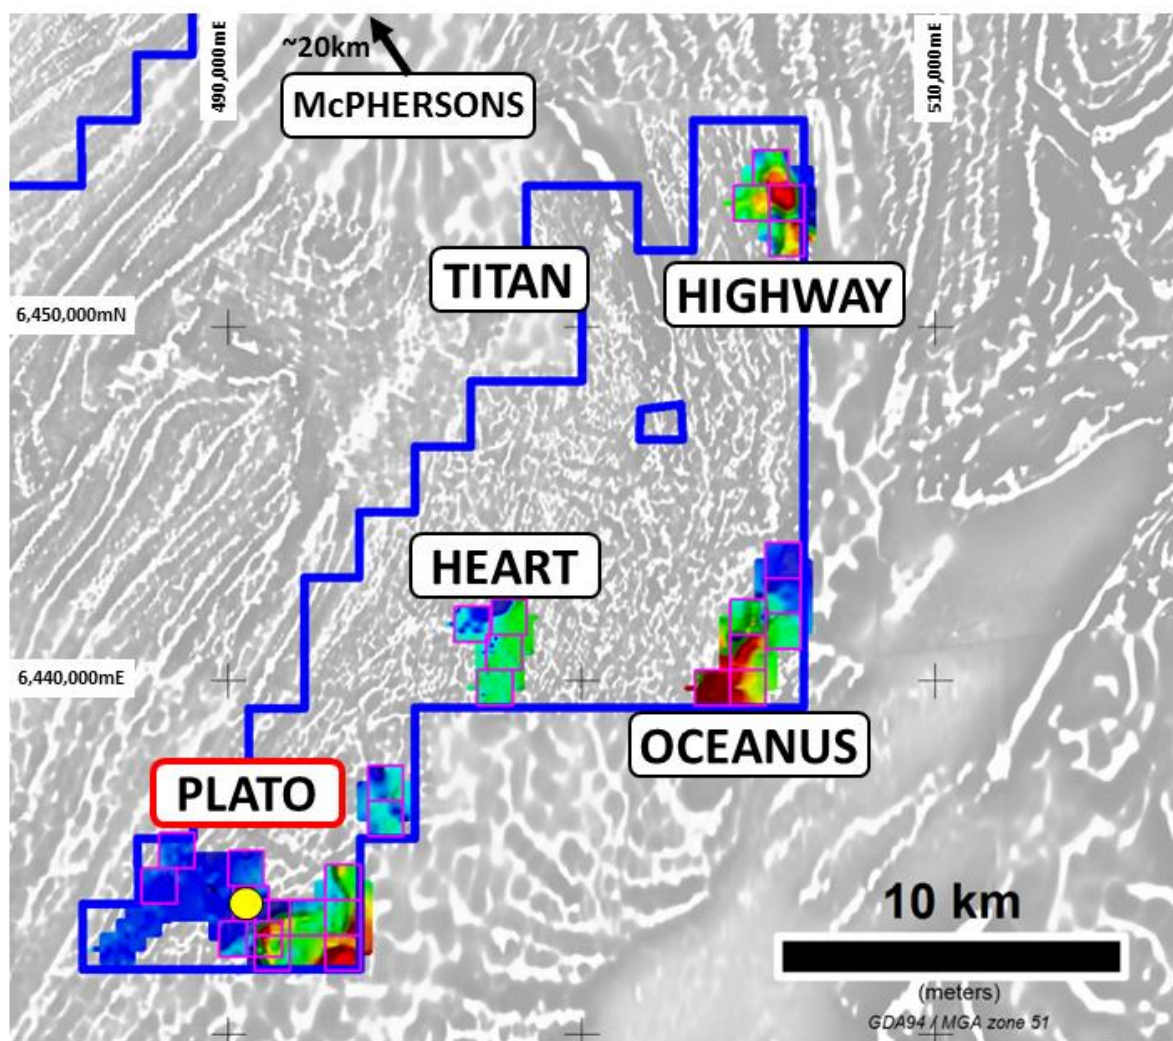 ~20km
490,000mE
510,000mE
McPHERSONS
TITAN
HIGHWAY
6,450,000mN
HEART
6,440,000mE
OCEANUS
PLATO
10 km
(meters)
GDA94 / MGA zone 51